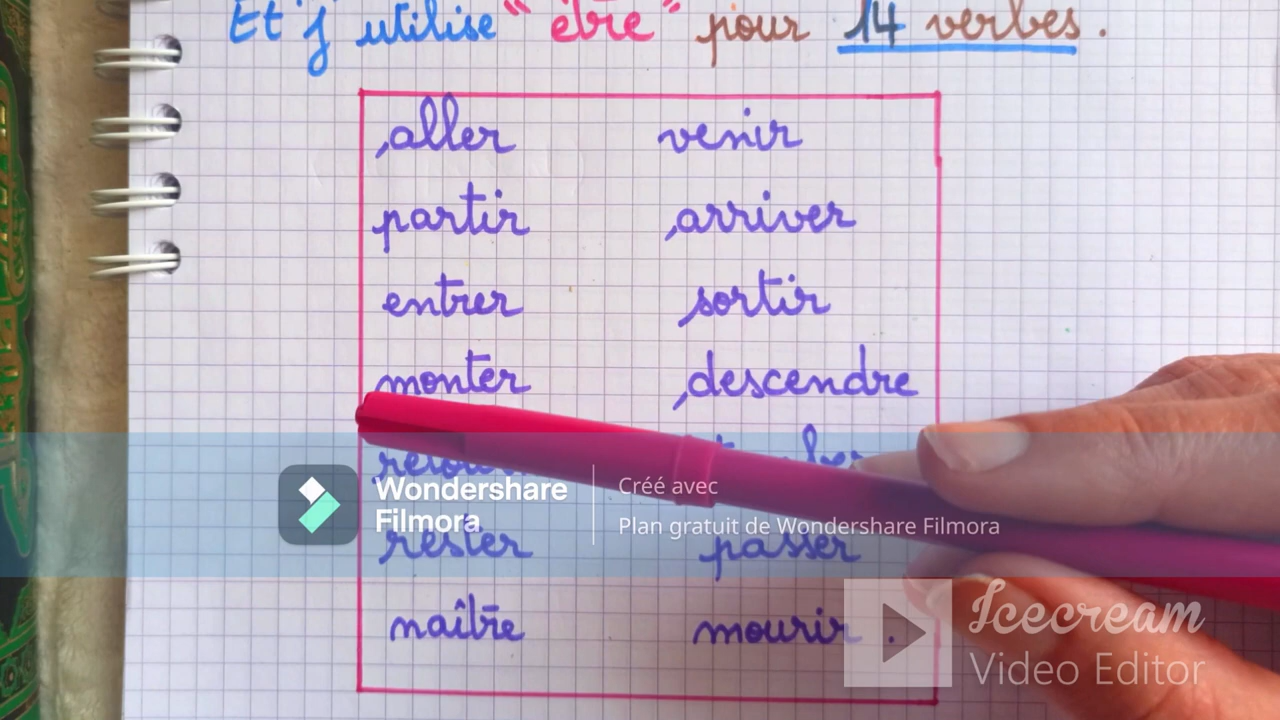 Et j'utilise "être" pour 14 verbes.
aller venir
partir arriver
entrer sortir
monter descendre
Wondershare
Filmora
Créé avec
Plan gratuit de Wondershare Filmora
rester passer
naître mourir.
Icecream
Video Editor